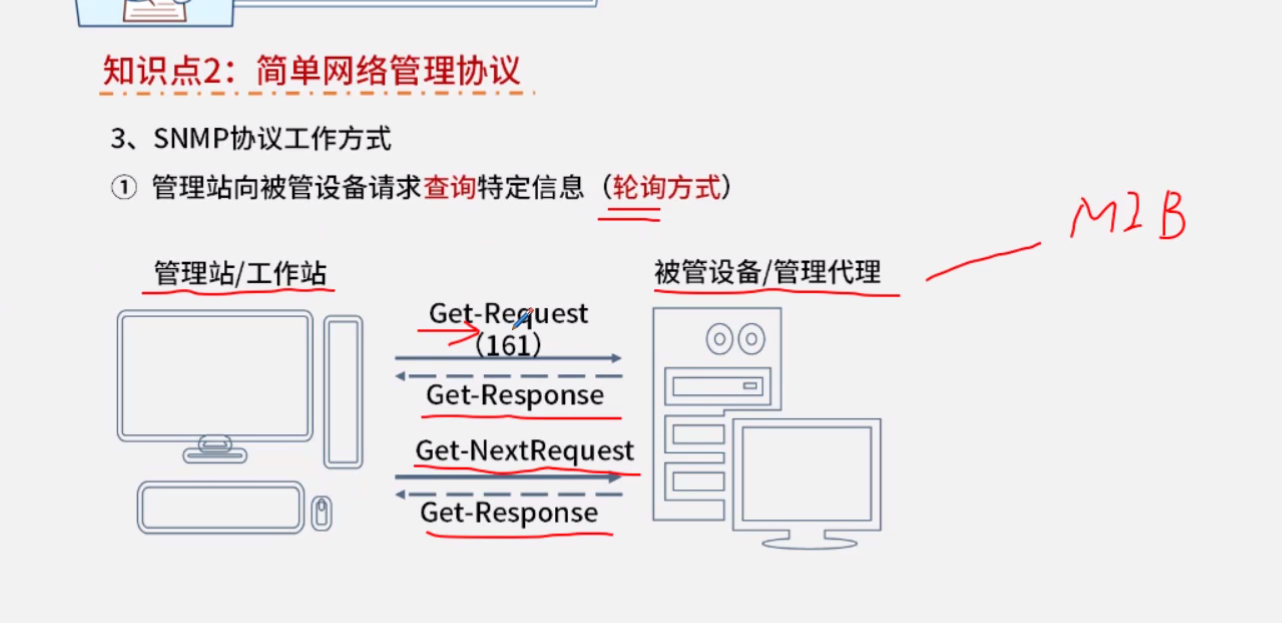 知识点2：简单网络管理协议
3、SNMP协议工作方式
① 管理站向被管设备请求查询特定信息（轮询方式）
MIB
管理站/工作站
被管设备/管理代理
Get-Request
（161）
Get-Response
Get-NextRequest
Get-Response